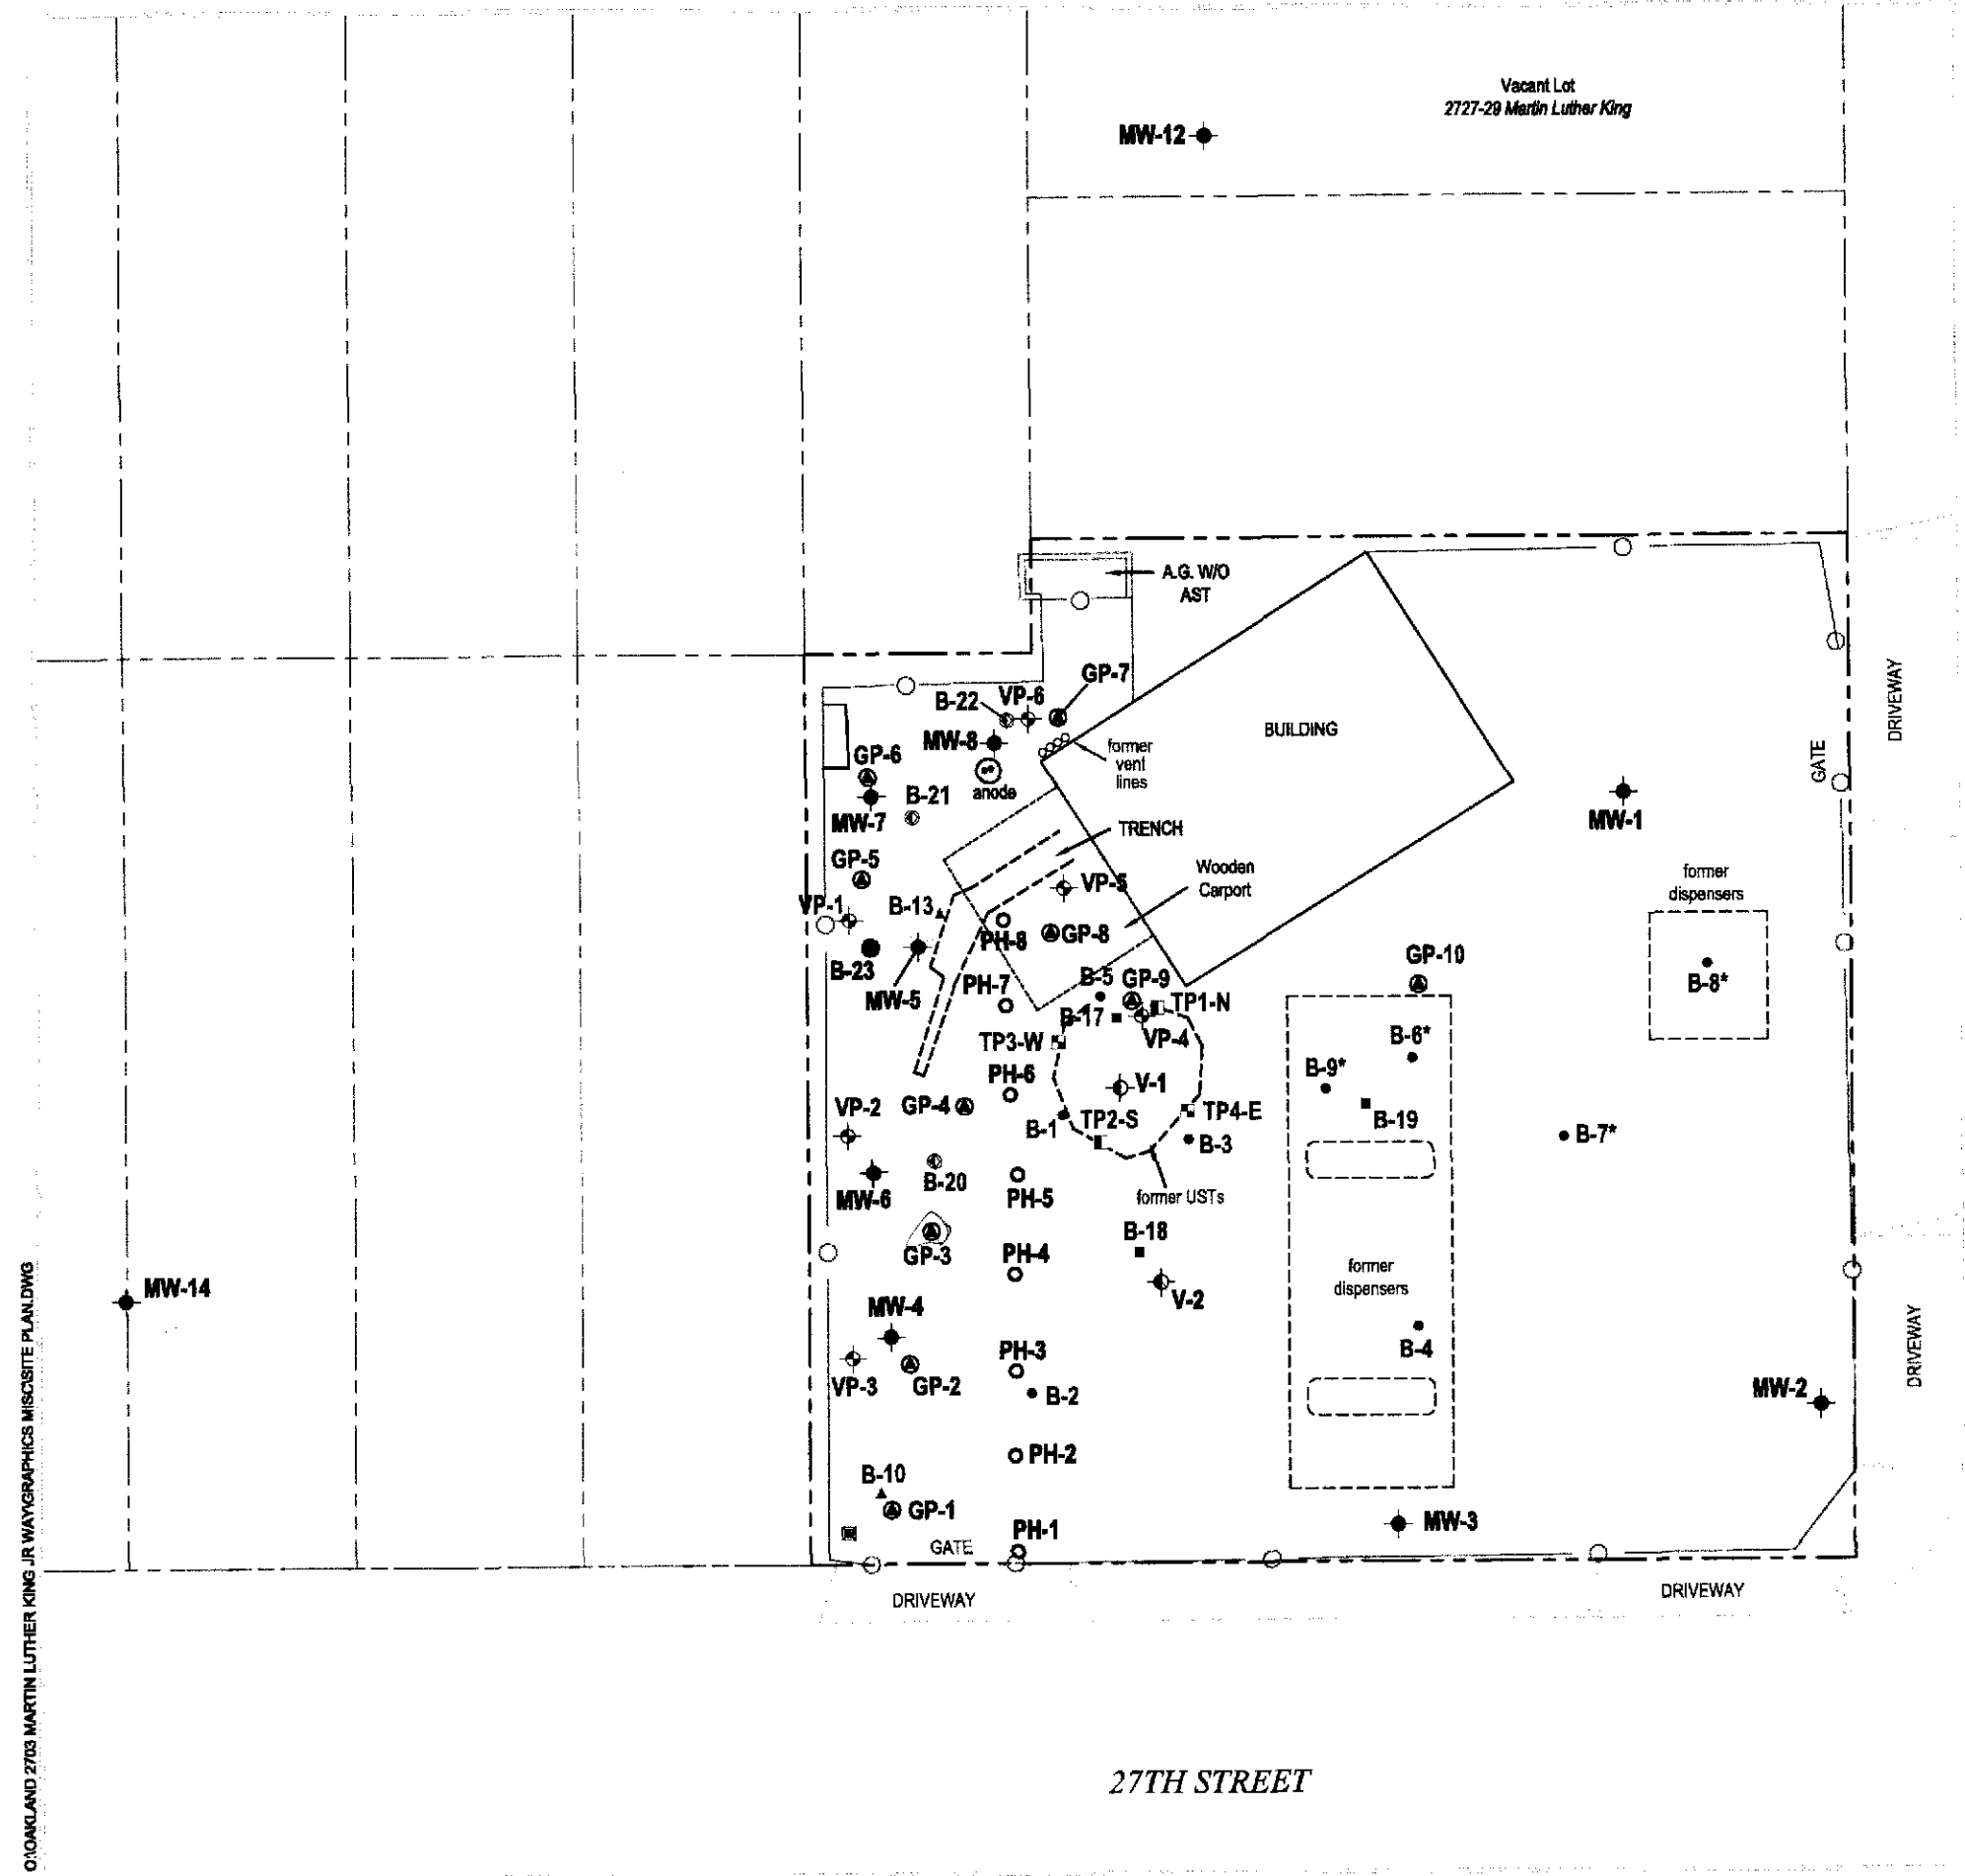 Vacant Lot
2727-29 Martin Luther King
MW-12
A.G. W/O
AST
GP-7
VP-6
B-22
MW-8
former
vent
lines
BUILDING
DRIVEWAY
GATE
GP-6
anode
B-21
MW-7
MW-1
TRENCH
GP-5
Wooden
Carport
former
dispensers
VP-5
VP-1
B-13
PH-8
GP-8
B-23
GP-10
B-8*
MW-5
PH-7
B-5
GP-9
TP1-N
B-17
VP-4
TP3-W
B-6*
B-9*
PH-6
V-1
VP-2
GP-4
B-1
TP2-S
TP4-E
B-19
B-3
B-7*
B-20
MW-6
PH-5
former USTs
B-18
GP-3
PH-4
former
dispensers
MW-14
V-2
MW-4
DRIVEWAY
PH-3
B-4
VP-3
GP-2
B-2
MW-2
PH-2
B-10
GP-1
PH-1
MW-3
GATE
DRIVEWAY
DRIVEWAY
27TH STREET
O:\OAKLAND 2703 MARTIN LUTHER KING JR WAY\GRAPHICS MISC\SITE PLAN.DWG